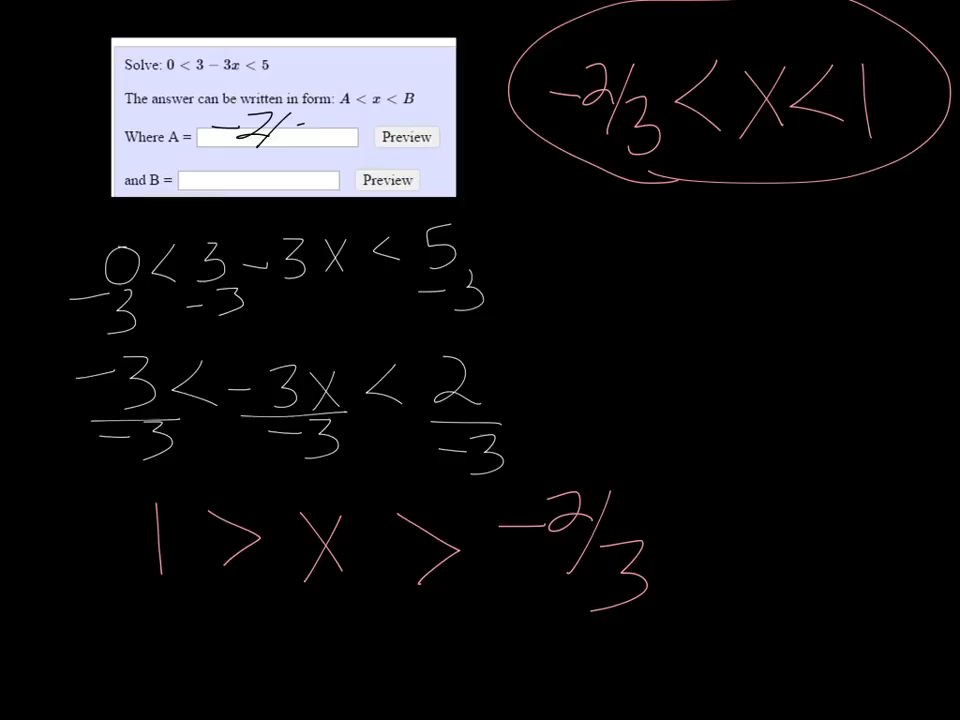 Solve: 0 < 3 − 3x < 5
The answer can be written in form: A < x < B
Where A = -2/- Preview
and B = Preview
-2/3 < x < 1
0 < 3 - 3x < 5
-3 -3 -3
-3 < -3x < 2
-3 -3 -3
1 > x > -2/3